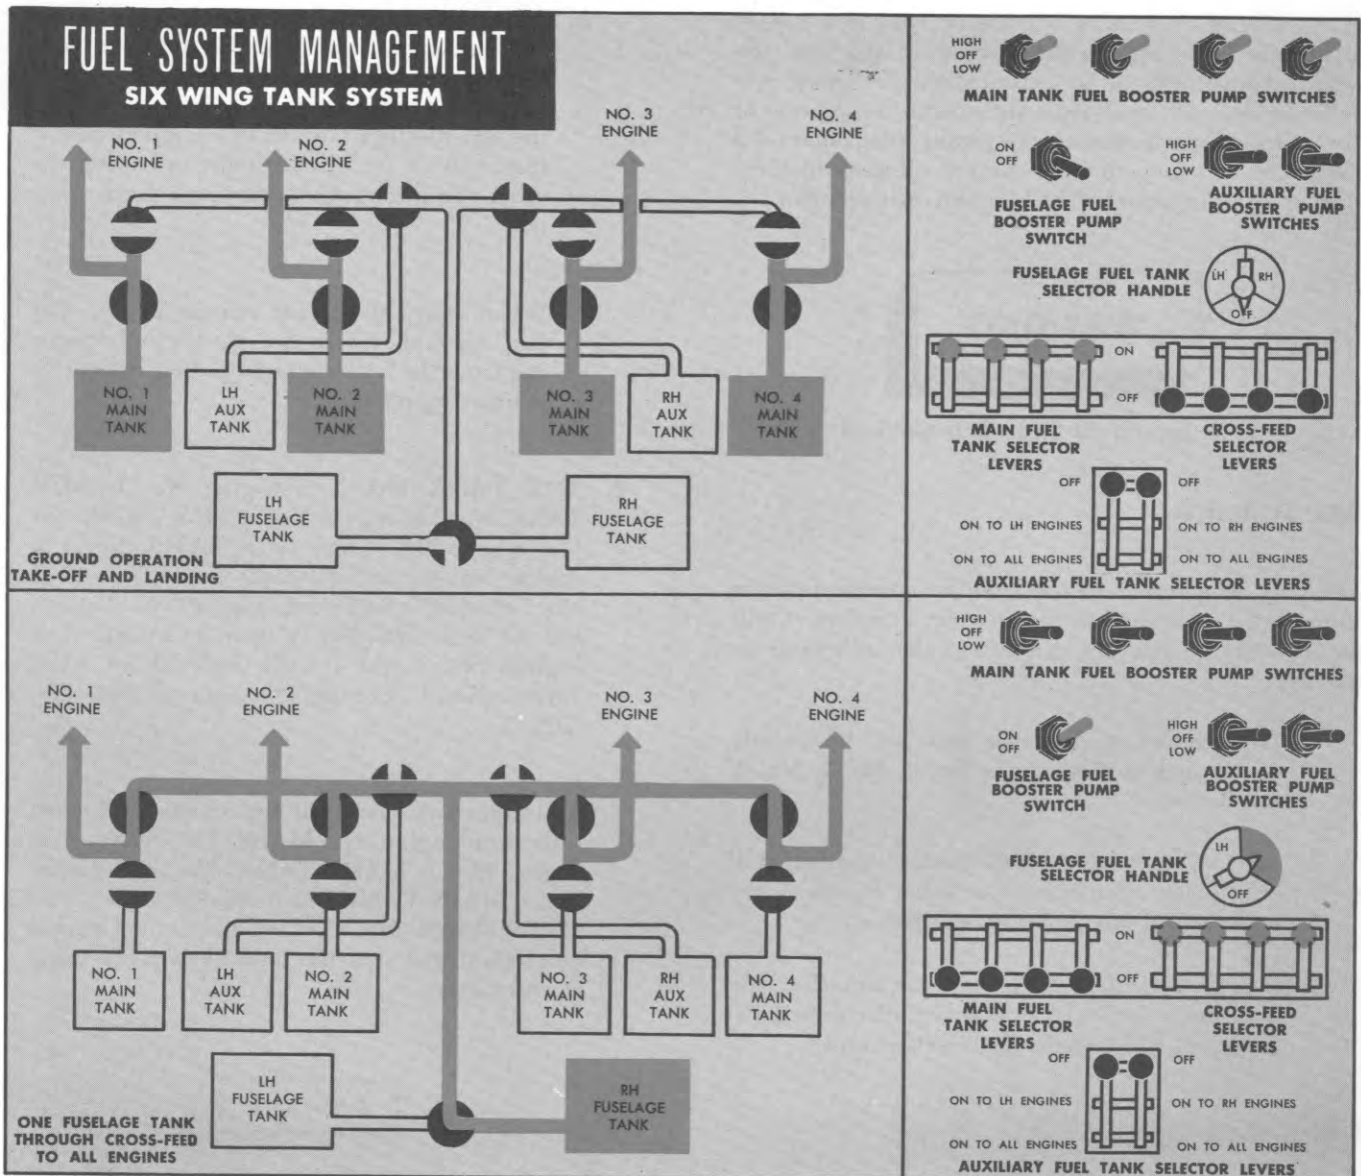 FUEL SYSTEM MANAGEMENT
SIX WING TANK SYSTEM
NO. 1
ENGINE
NO. 2
ENGINE
NO. 3
ENGINE
NO. 4
ENGINE
NO. 1
MAIN
TANK
LH
AUX
TANK
NO. 2
MAIN
TANK
NO. 3
MAIN
TANK
RH
AUX
TANK
NO. 4
MAIN
TANK
LH
FUSELAGE
TANK
RH
FUSELAGE
TANK
GROUND OPERATION
TAKE-OFF AND LANDING
HIGH
OFF
LOW
MAIN TANK FUEL BOOSTER PUMP SWITCHES
ON
OFF
FUSELAGE FUEL
BOOSTER PUMP
SWITCH
HIGH
OFF
LOW
AUXILIARY FUEL
BOOSTER PUMP
SWITCHES
FUSELAGE FUEL TANK
SELECTOR HANDLE
LH
RH
OFF
ON
OFF
MAIN FUEL
TANK SELECTOR
LEVERS
CROSS-FEED
SELECTOR
LEVERS
OFF
OFF
ON TO LH ENGINES
ON TO RH ENGINES
ON TO ALL ENGINES
ON TO ALL ENGINES
AUXILIARY FUEL TANK SELECTOR LEVERS
NO. 1
ENGINE
NO. 2
ENGINE
NO. 3
ENGINE
NO. 4
ENGINE
NO. 1
MAIN
TANK
LH
AUX
TANK
NO. 2
MAIN
TANK
NO. 3
MAIN
TANK
RH
AUX
TANK
NO. 4
MAIN
TANK
LH
FUSELAGE
TANK
RH
FUSELAGE
TANK
ONE FUSELAGE TANK
THROUGH CROSS-FEED
TO ALL ENGINES
HIGH
OFF
LOW
MAIN TANK FUEL BOOSTER PUMP SWITCHES
ON
OFF
FUSELAGE FUEL
BOOSTER PUMP
SWITCH
HIGH
OFF
LOW
AUXILIARY FUEL
BOOSTER PUMP
SWITCHES
FUSELAGE FUEL TANK
SELECTOR HANDLE
LH
OFF
ON
OFF
MAIN FUEL
TANK SELECTOR
LEVERS
CROSS-FEED
SELECTOR
LEVERS
OFF
OFF
ON TO LH ENGINES
ON TO RH ENGINES
ON TO ALL ENGINES
ON TO ALL ENGINES
AUXILIARY FUEL TANK SELECTOR LEVERS